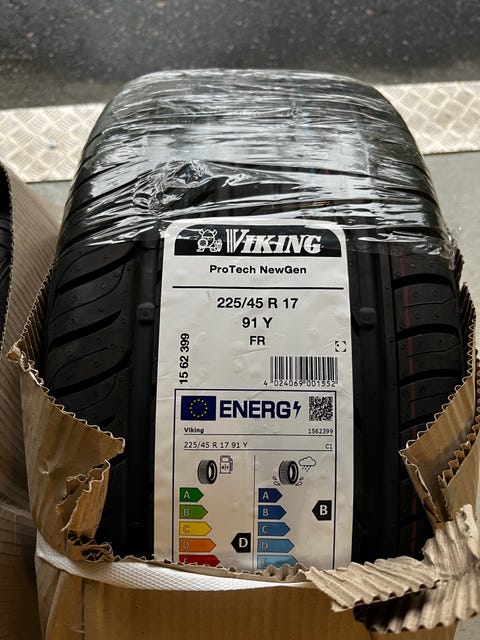 VIKING
ProTech NewGen
225/45 R 17
91 Y
FR
15 62 399
4 024069 001552
ENERG
Viking 1562399
225/45 R 17 91 Y C1
A
B
C
D
E
D
A
B
C
D
B